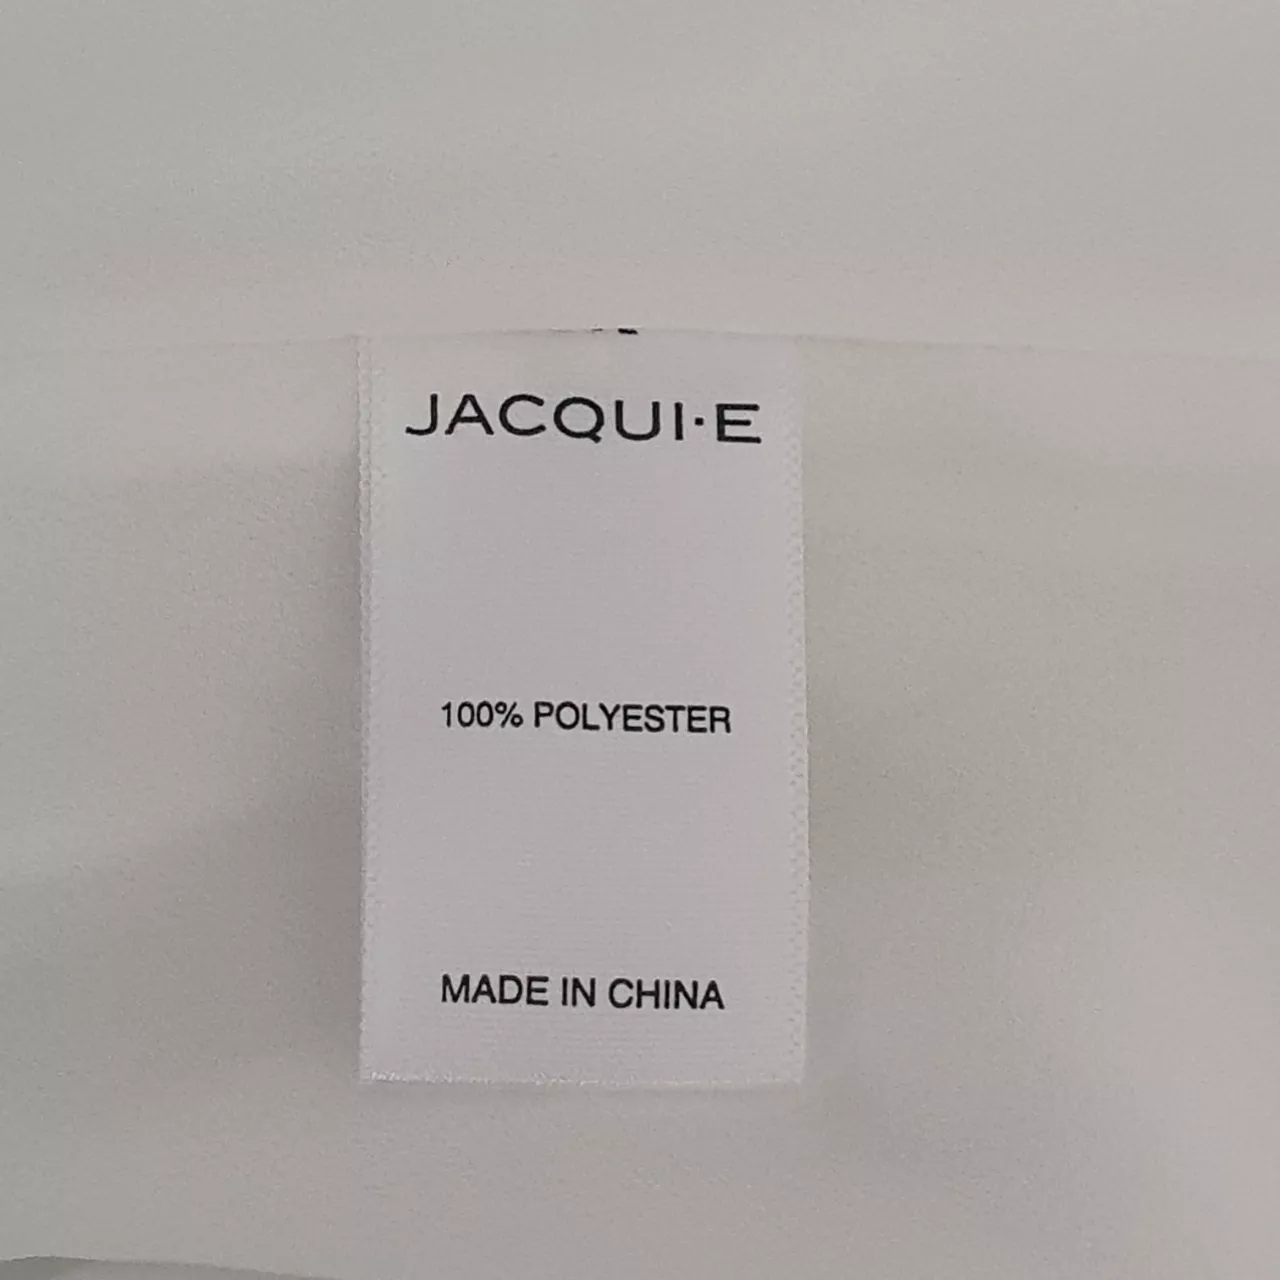 JACQUI·E
100% POLYESTER
MADE IN CHINA